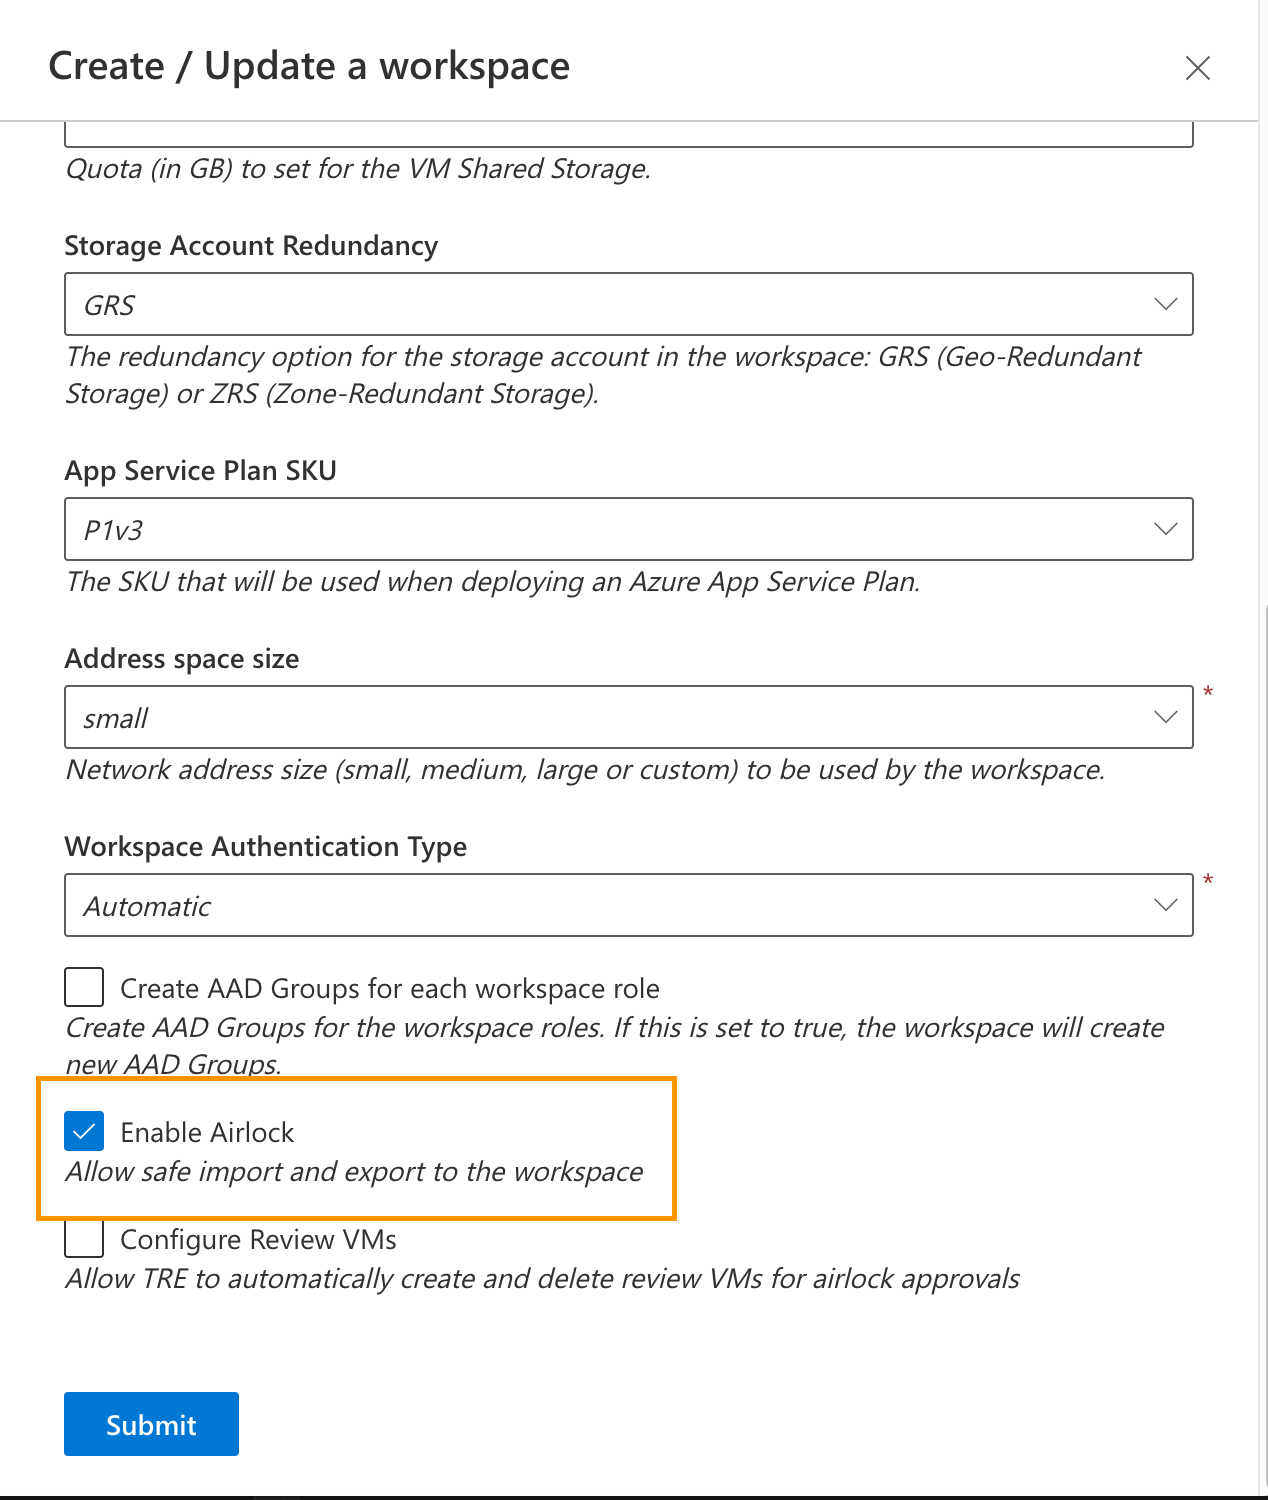 Create / Update a workspace
Quota (in GB) to set for the VM Shared Storage.
Storage Account Redundancy
GRS
The redundancy option for the storage account in the workspace: GRS (Geo-Redundant
Storage) or ZRS (Zone-Redundant Storage).
App Service Plan SKU
P1v3
The SKU that will be used when deploying an Azure App Service Plan.
Address space size
*
small
Network address size (small, medium, large or custom) to be used by the workspace.
Workspace Authentication Type
*
Automatic
Create AAD Groups for each workspace role
Create AAD Groups for the workspace roles. If this is set to true, the workspace will create
new AAD Groups.
Enable Airlock
Allow safe import and export to the workspace
Configure Review VMs
Allow TRE to automatically create and delete review VMs for airlock approvals
Submit